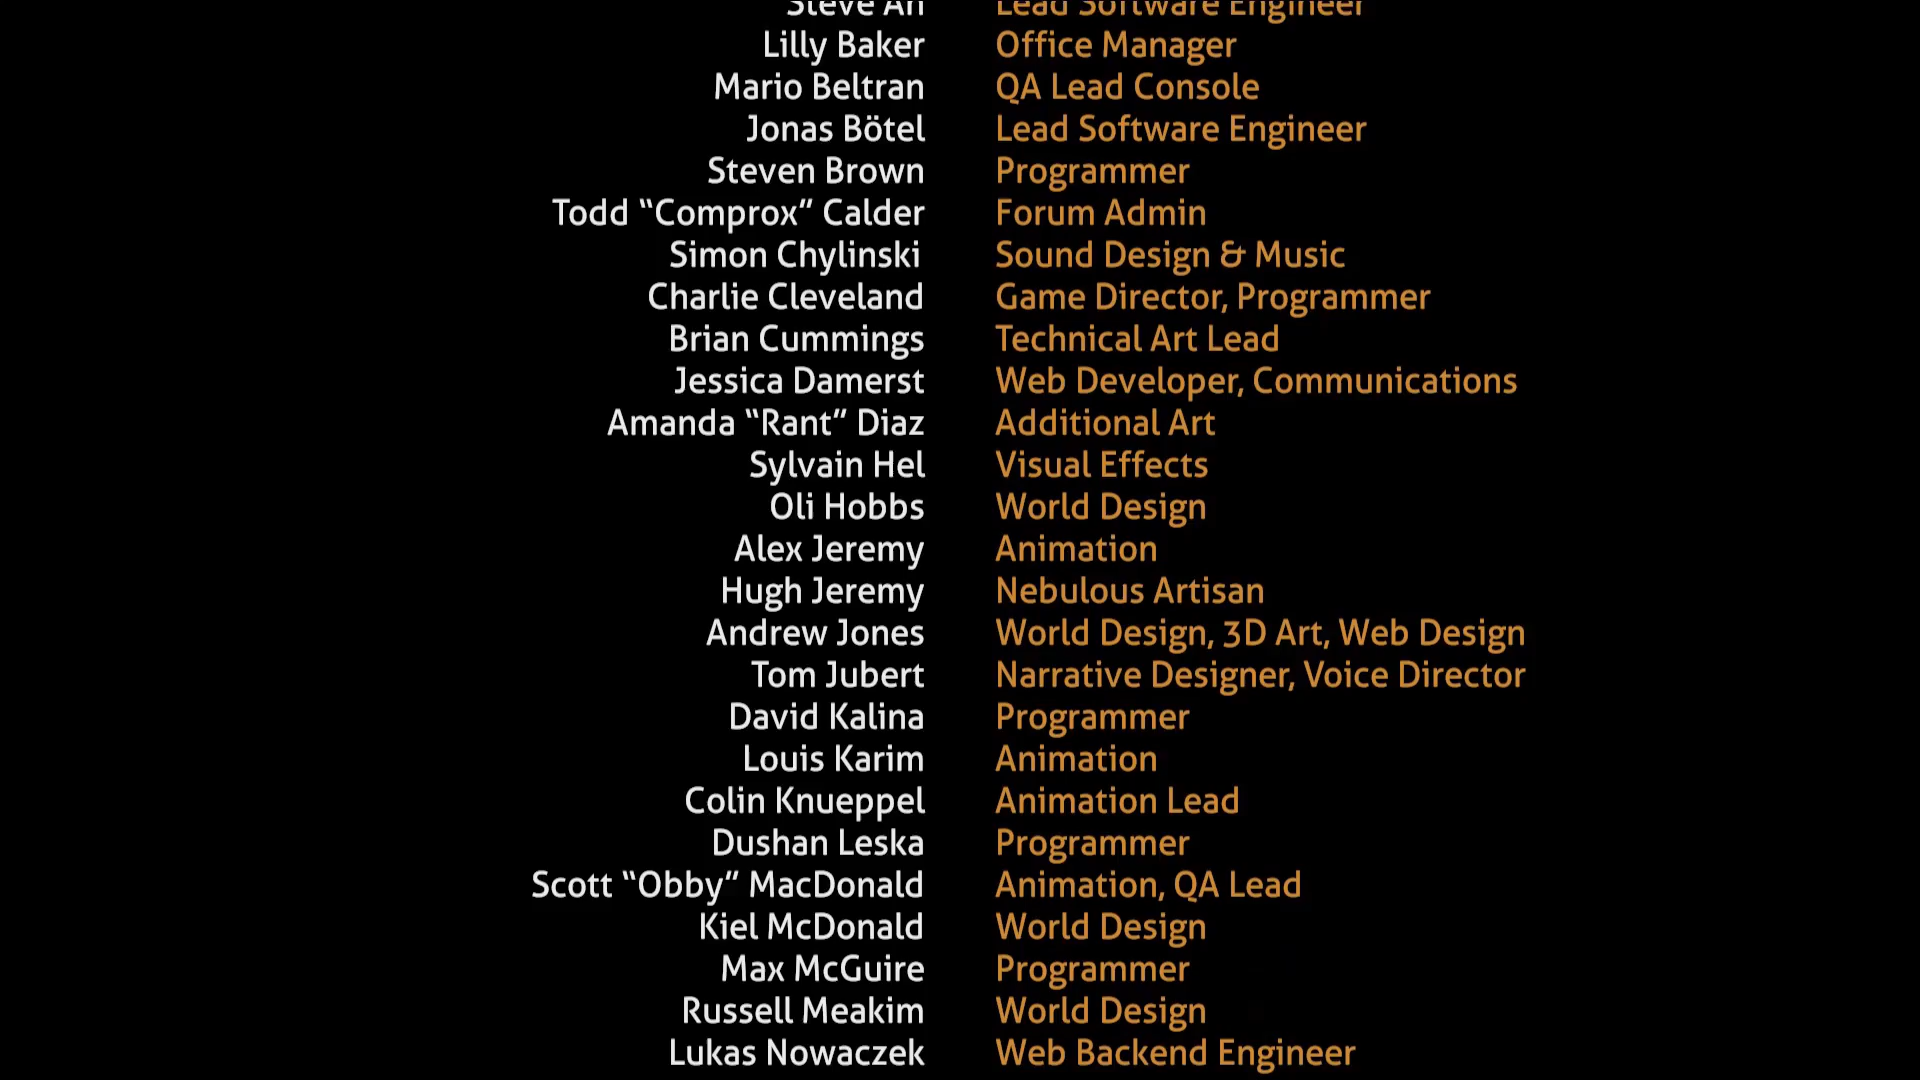 Steve An Lead Software Engineer
Lilly Baker Office Manager
Mario Beltran QA Lead Console
Jonas Bötel Lead Software Engineer
Steven Brown Programmer
Todd “Comprox” Calder Forum Admin
Simon Chylinski Sound Design & Music
Charlie Cleveland Game Director, Programmer
Brian Cummings Technical Art Lead
Jessica Damerst Web Developer, Communications
Amanda “Rant” Diaz Additional Art
Sylvain Hel Visual Effects
Oli Hobbs World Design
Alex Jeremy Animation
Hugh Jeremy Nebulous Artisan
Andrew Jones World Design, 3D Art, Web Design
Tom Jubert Narrative Designer, Voice Director
David Kalina Programmer
Louis Karim Animation
Colin Knueppel Animation Lead
Dushan Leska Programmer
Scott “Obby” MacDonald Animation, QA Lead
Kiel McDonald World Design
Max McGuire Programmer
Russell Meakim World Design
Lukas Nowaczek Web Backend Engineer